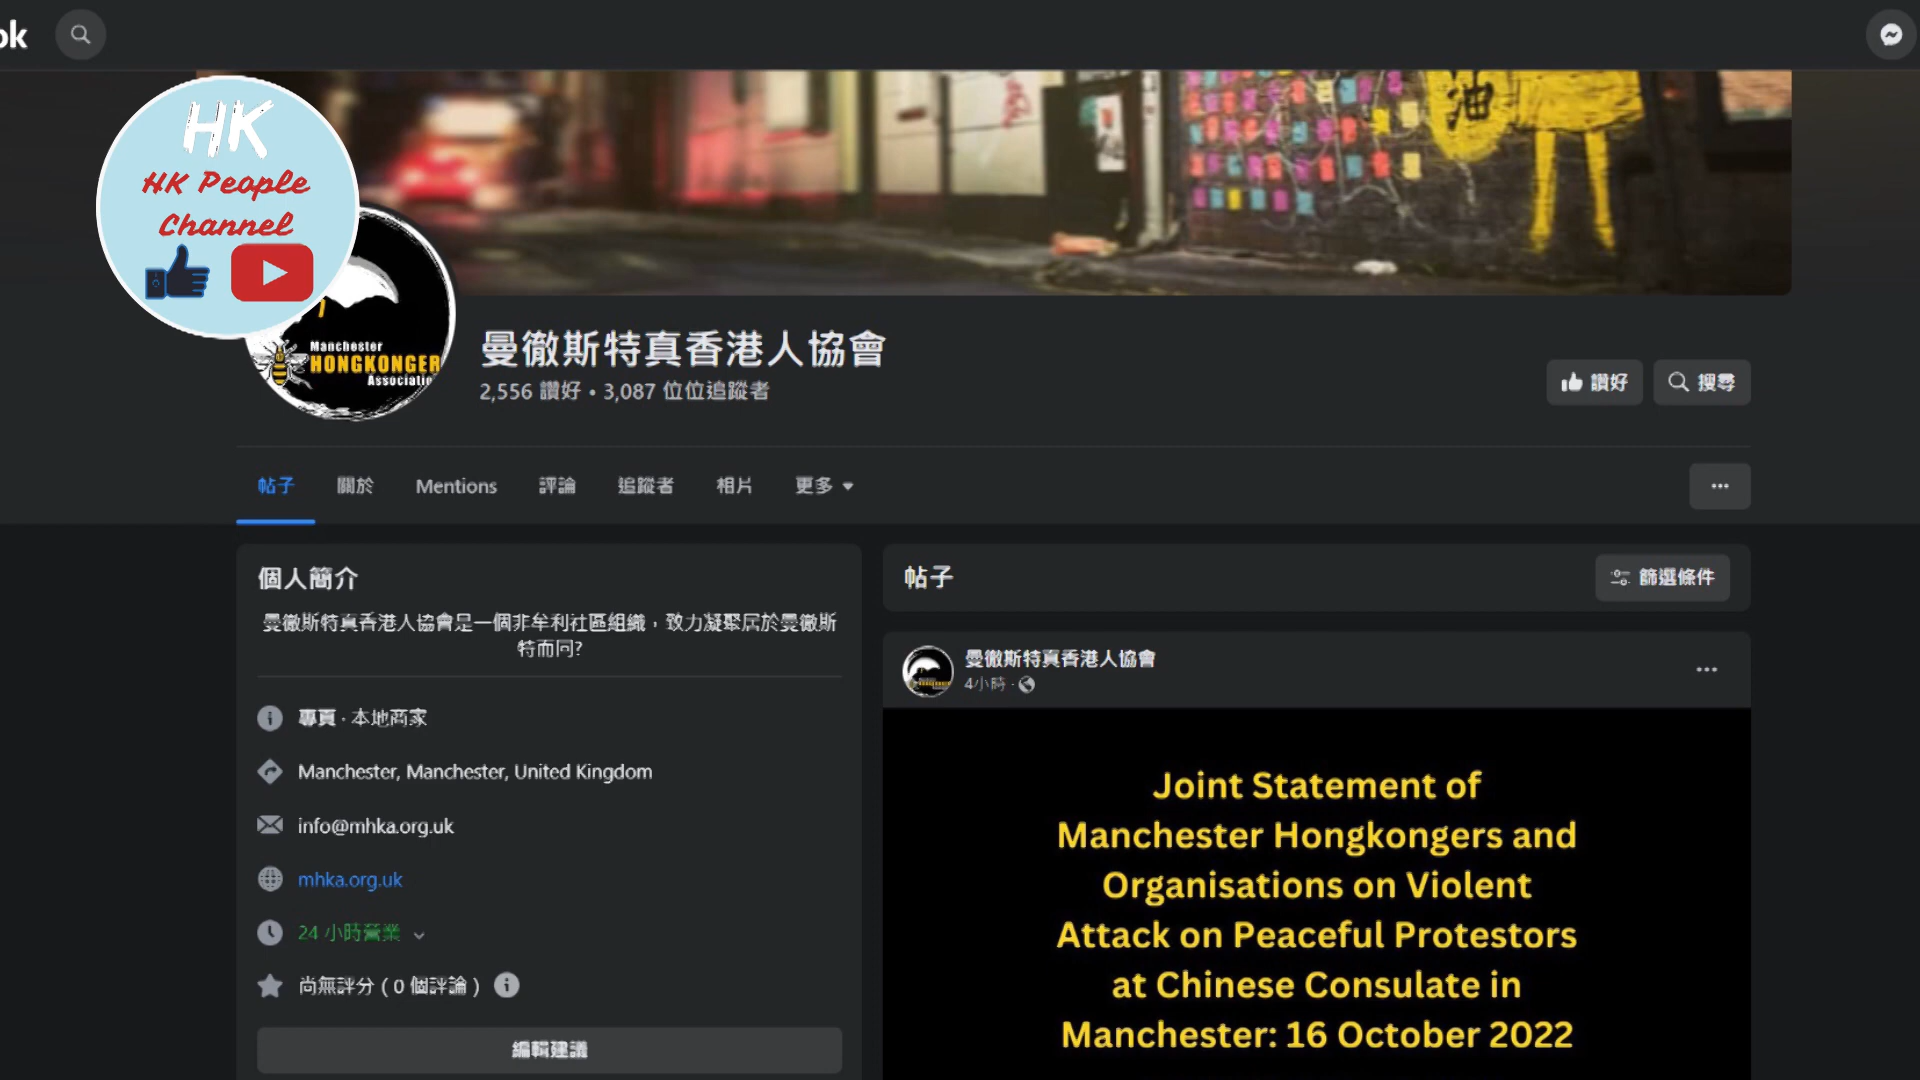 ok
HK
HK People
Channel
油
Manchester
HONGKONGER
Associatio
曼徹斯特真香港人協會
2,556 讚好 • 3,087 位位追蹤者
讚好
搜尋
帖子
關於
Mentions
評論
追蹤者
相片
更多
個人簡介
曼徹斯特真香港人協會是一個非牟利社區組織，致力凝聚居於曼徹斯
特而同?
專頁 · 本地商家
Manchester, Manchester, United Kingdom
info@mhka.org.uk
mhka.org.uk
24 小時營業
尚無評分 ( 0 個評論 )
編輯建議
帖子
篩選條件
曼徹斯特真香港人協會
4小時 ·
Joint Statement of
Manchester Hongkongers and
Organisations on Violent
Attack on Peaceful Protestors
at Chinese Consulate in
Manchester: 16 October 2022